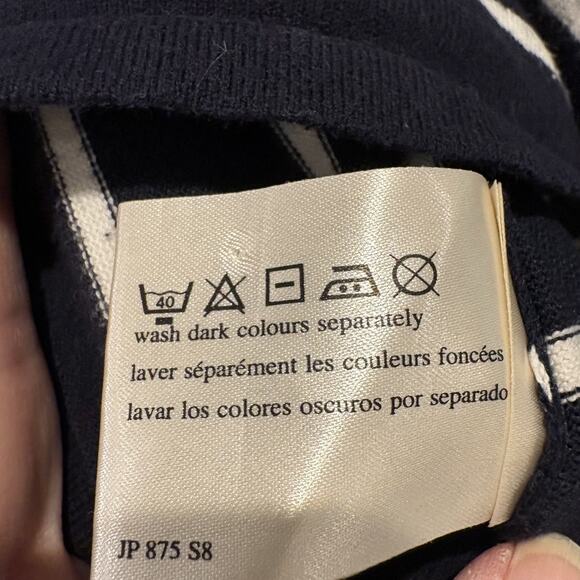 40
wash dark colours separately
laver séparément les couleurs foncées
lavar los colores oscuros por separado
JP 875 S8